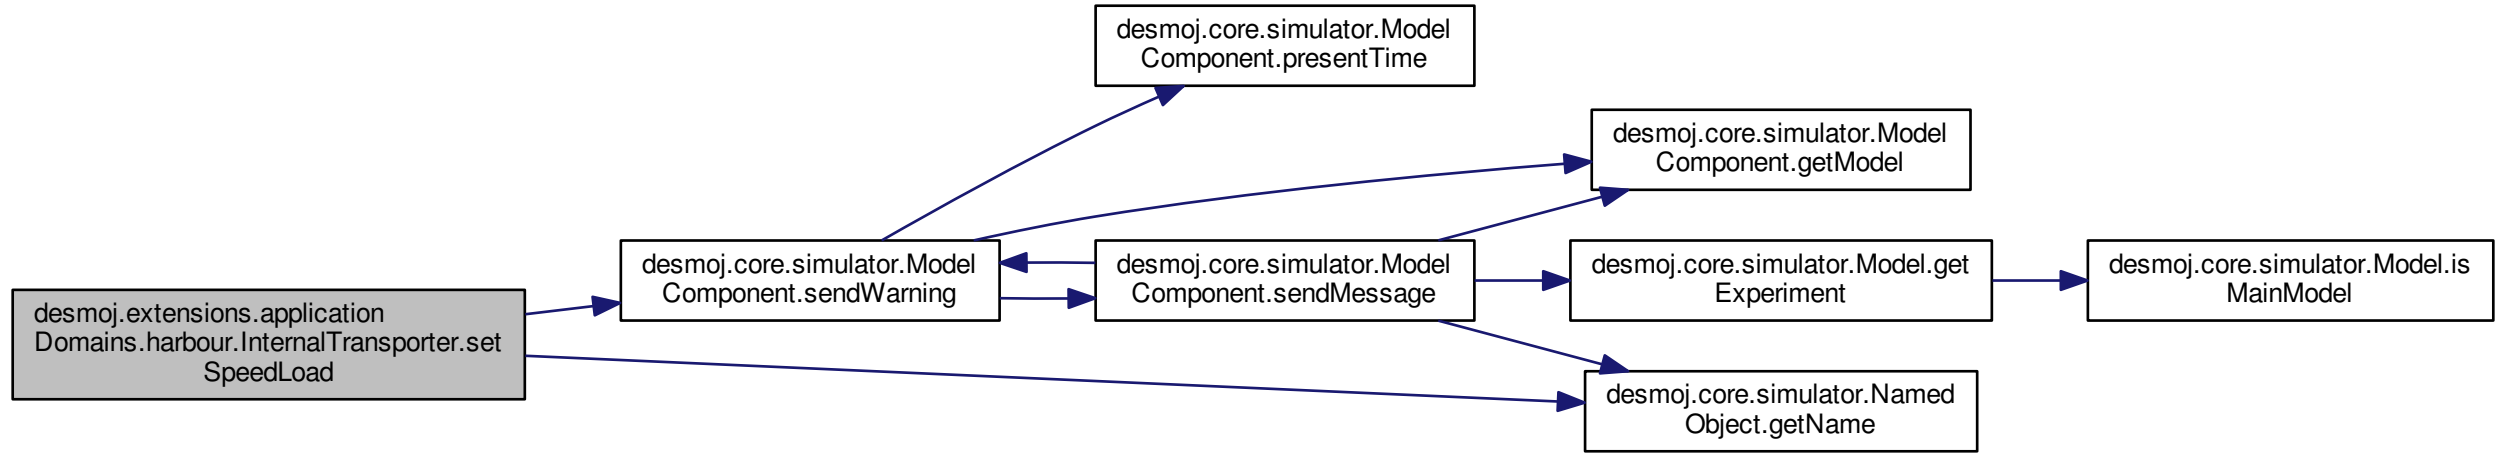 desmoj.core.simulator.Model
Component.presentTime
desmoj.core.simulator.Model
Component.getModel
desmoj.core.simulator.Model
Component.sendWarning
desmoj.core.simulator.Model
Component.sendMessage
desmoj.core.simulator.Model.get
Experiment
desmoj.core.simulator.Model.is
MainModel
desmoj.extensions.application
Domains.harbour.InternalTransporter.set
SpeedLoad
desmoj.core.simulator.Named
Object.getName